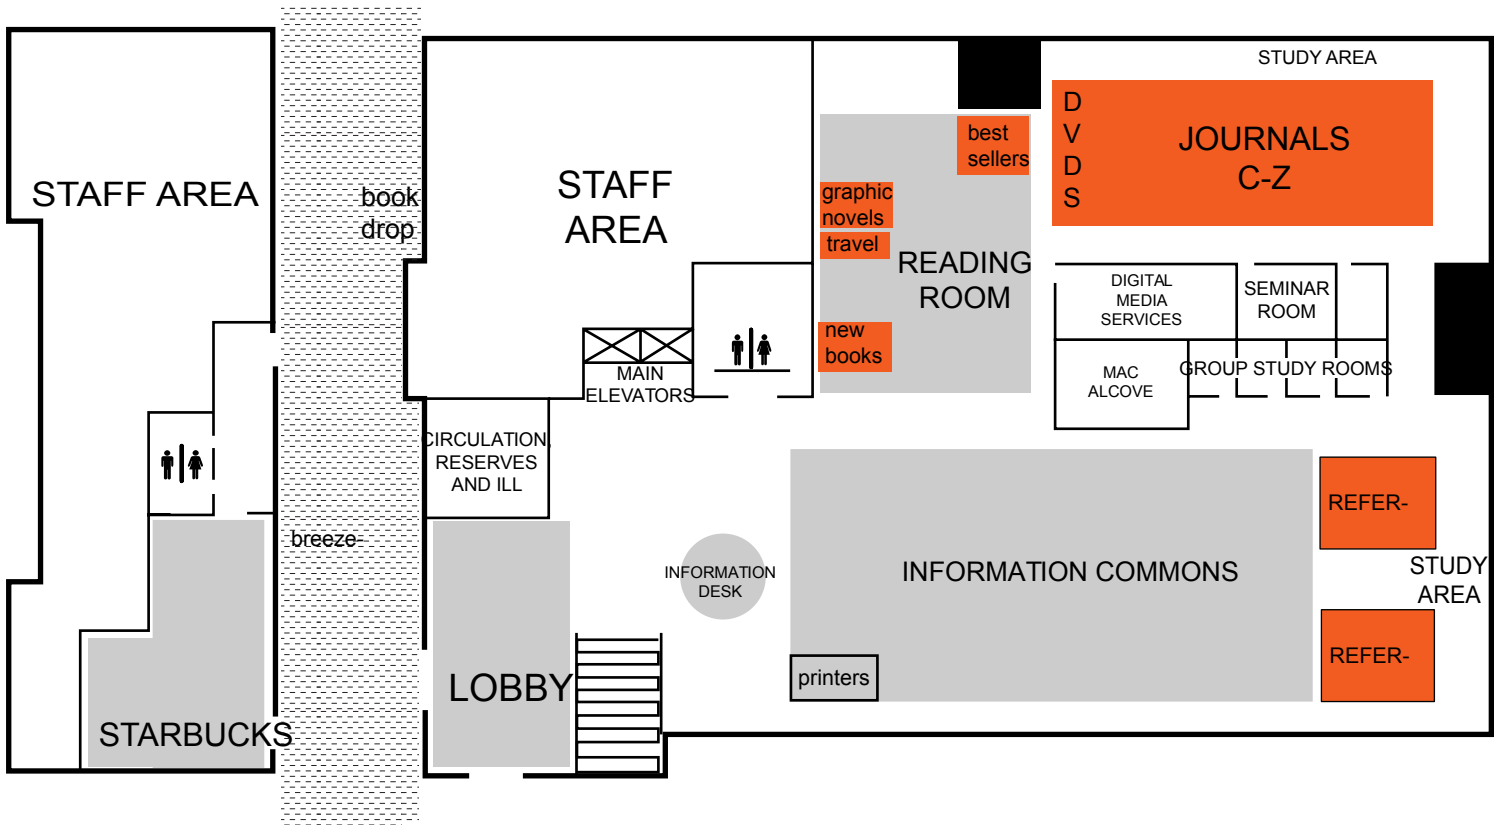 STUDY AREA
D
V
D
S
JOURNALS
C-Z
best
sellers
STAFF AREA
book
drop
STAFF
AREA
graphic
novels
travel
READING
ROOM
DIGITAL
MEDIA
SERVICES
SEMINAR
ROOM
new
books
MAIN
ELEVATORS
MAC
ALCOVE
GROUP STUDY ROOMS
CIRCULATION,
RESERVES
AND ILL
REFER-
breeze-
INFORMATION
DESK
INFORMATION COMMONS
STUDY
AREA
REFER-
printers
LOBBY
STARBUCKS